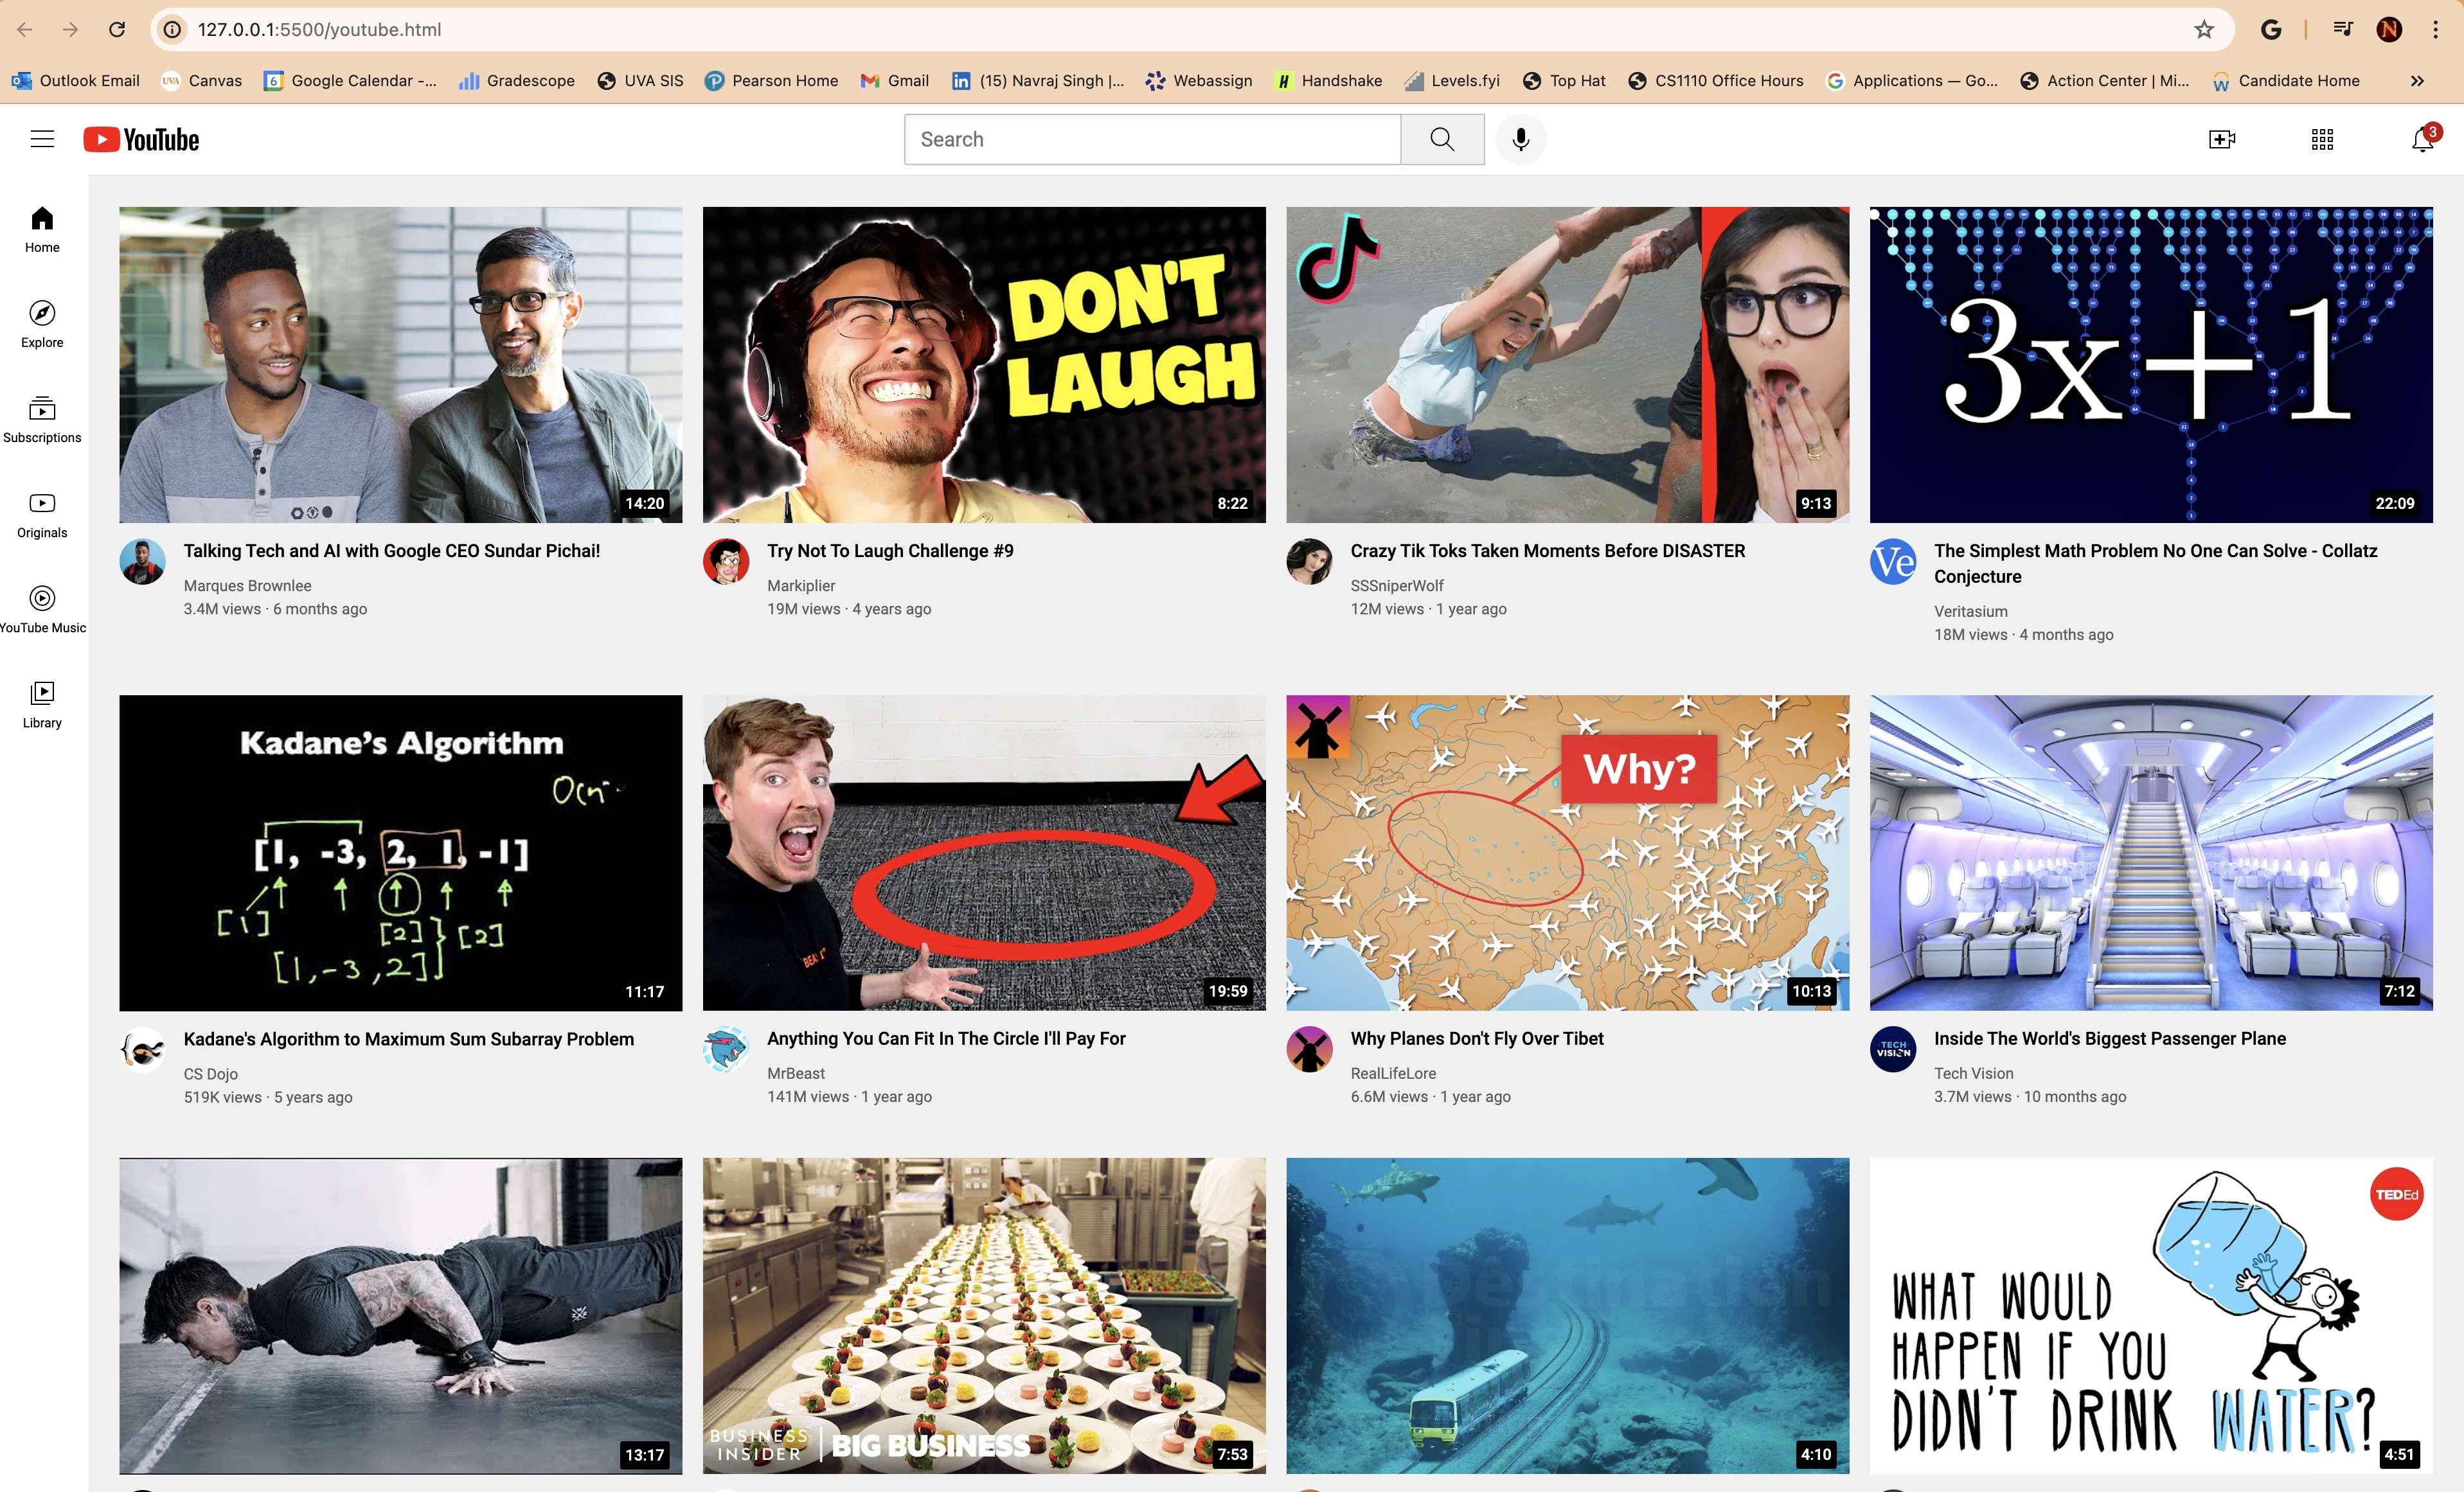 127.0.0.1:5500/youtube.html
Outlook Email
UVA Canvas
6 Google Calendar -...
Gradescope
UVA SIS
P Pearson Home
Gmail
in (15) Navraj Singh |...
Webassign
H Handshake
Levels.fyi
Top Hat
CS1110 Office Hours
Applications — Go...
Action Center | Mi...
W Candidate Home
YouTube
Search
3
Home
Explore
Subscriptions
Originals
YouTube Music
Library
14:20
Talking Tech and AI with Google CEO Sundar Pichai!
Marques Brownlee
3.4M views · 6 months ago
DON'T
LAUGH
8:22
Try Not To Laugh Challenge #9
Markiplier
19M views · 4 years ago
9:13
Crazy Tik Toks Taken Moments Before DISASTER
SSSniperWolf
12M views · 1 year ago
3x+1
22:09
Ve
The Simplest Math Problem No One Can Solve - Collatz
Conjecture
Veritasium
18M views · 4 months ago
Kadane's Algorithm
[1, -3, 2, 1, -1]
[1] [2] [2]
[1,-3,2]
11:17
Kadane's Algorithm to Maximum Sum Subarray Problem
CS Dojo
519K views · 5 years ago
19:59
Anything You Can Fit In The Circle I'll Pay For
MrBeast
141M views · 1 year ago
Why?
10:13
Why Planes Don't Fly Over Tibet
RealLifeLore
6.6M views · 1 year ago
7:12
TECH
VISION
Inside The World's Biggest Passenger Plane
Tech Vision
3.7M views · 10 months ago
13:17
BUSINESS
INSIDER
BIG BUSINESS
7:53
4:10
TEDEd
WHAT WOULD
HAPPEN IF YOU
DIDN'T DRINK WATER?
4:51